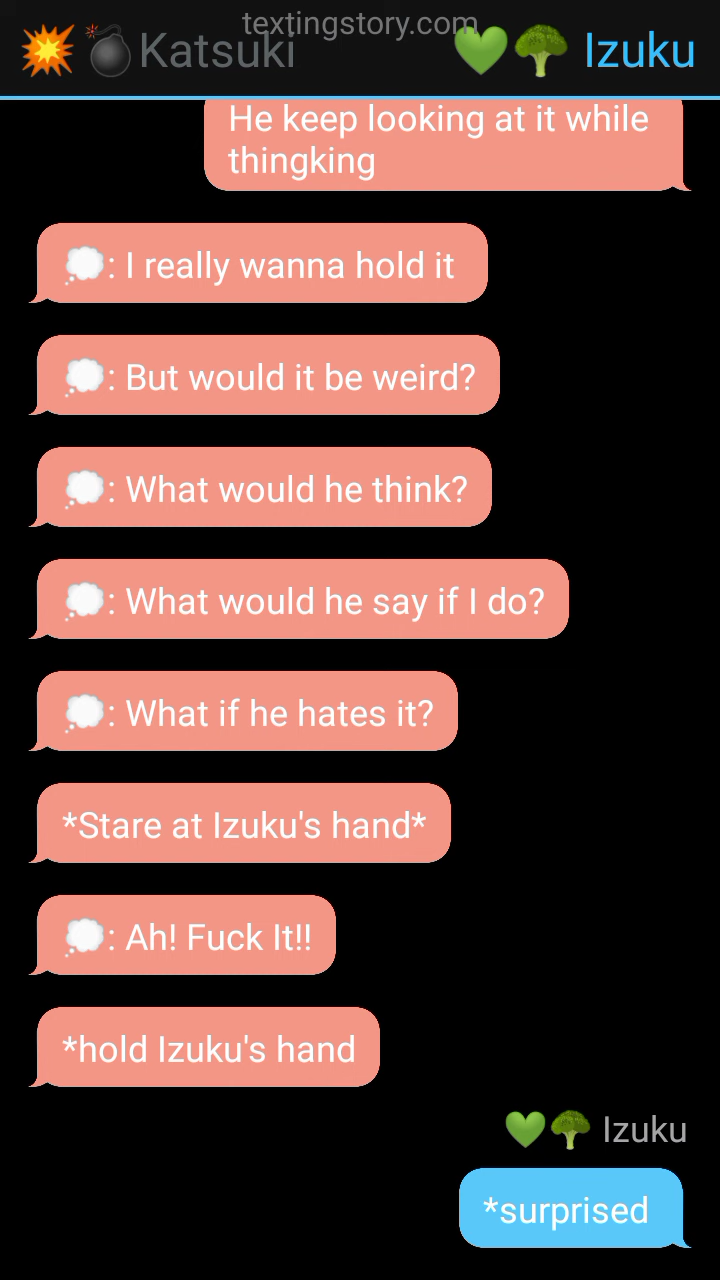 textingstory.com
💥💣Katsuki
💚🥦 Izuku
He keep looking at it while
thingking
💭: I really wanna hold it
💭: But would it be weird?
💭: What would he think?
💭: What would he say if I do?
💭: What if he hates it?
*Stare at Izuku's hand*
💭: Ah! Fuck It!!
*hold Izuku's hand
💚🥦 Izuku
*surprised